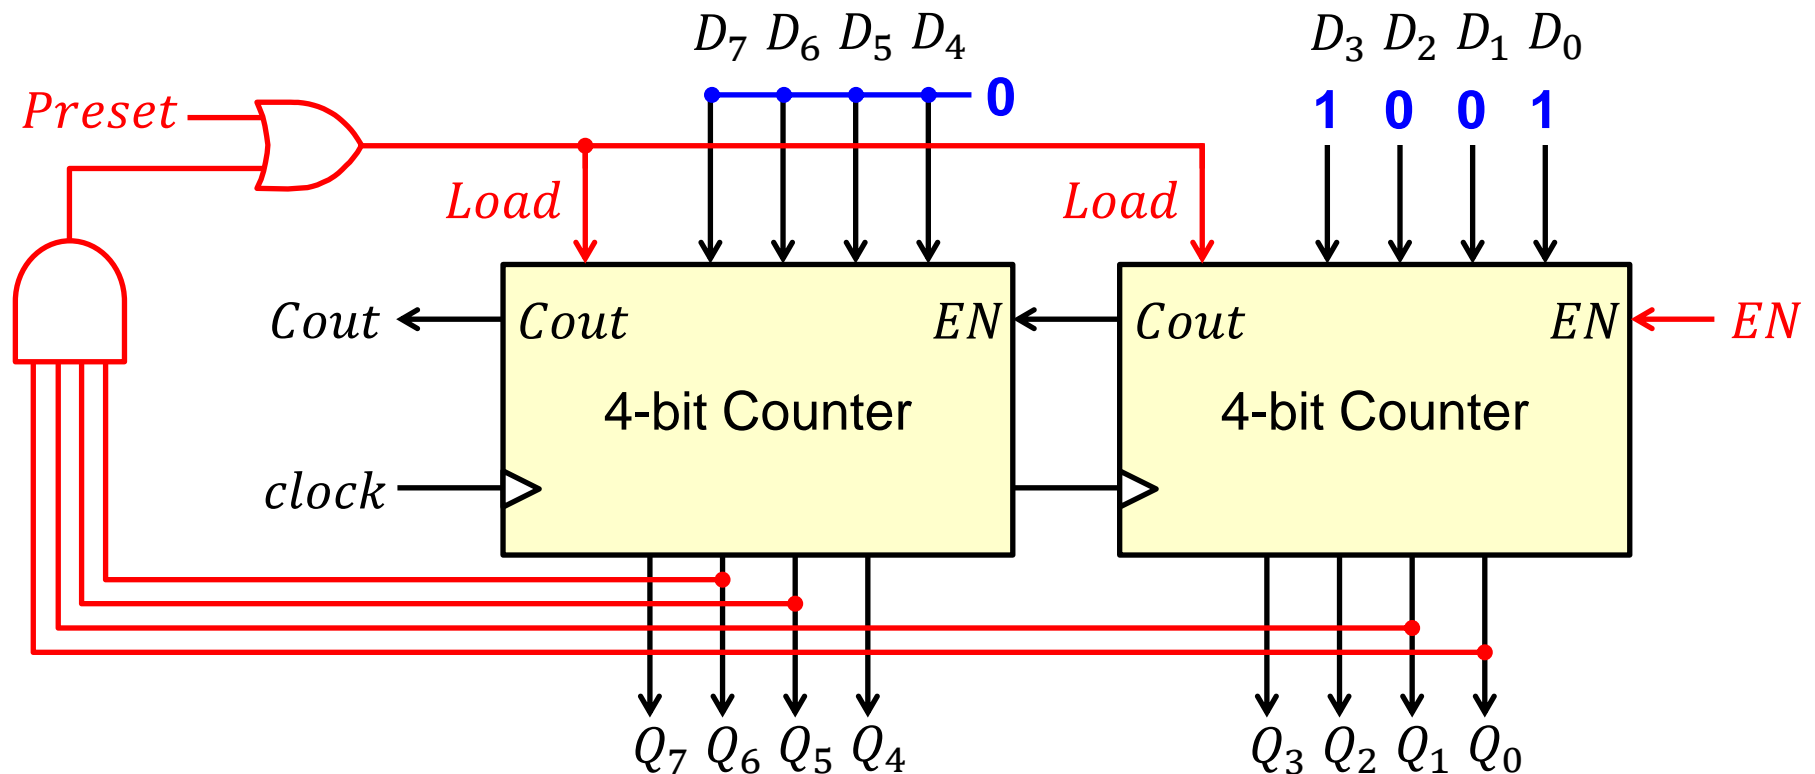 D₇ D₆ D₅ D₄ D₃ D₂ D₁ D₀
Preset 0 1 0 0 1
Load Load
Cout Cout EN Cout EN EN
4-bit Counter 4-bit Counter
clock
Q₇ Q₆ Q₅ Q₄ Q₃ Q₂ Q₁ Q₀